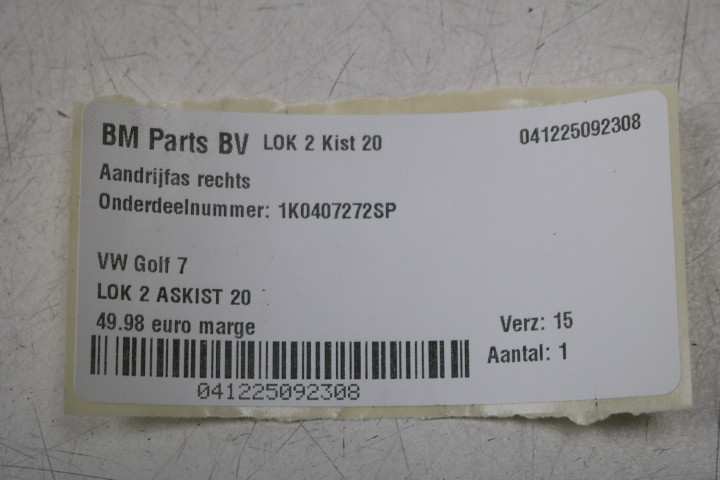 BM Parts BV LOK 2 Kist 20 041225092308
Aandrijfas rechts
Onderdeelnummer: 1K0407272SP
VW Golf 7
LOK 2 ASKIST 20
49.98 euro marge Verz: 15
Aantal: 1
041225092308